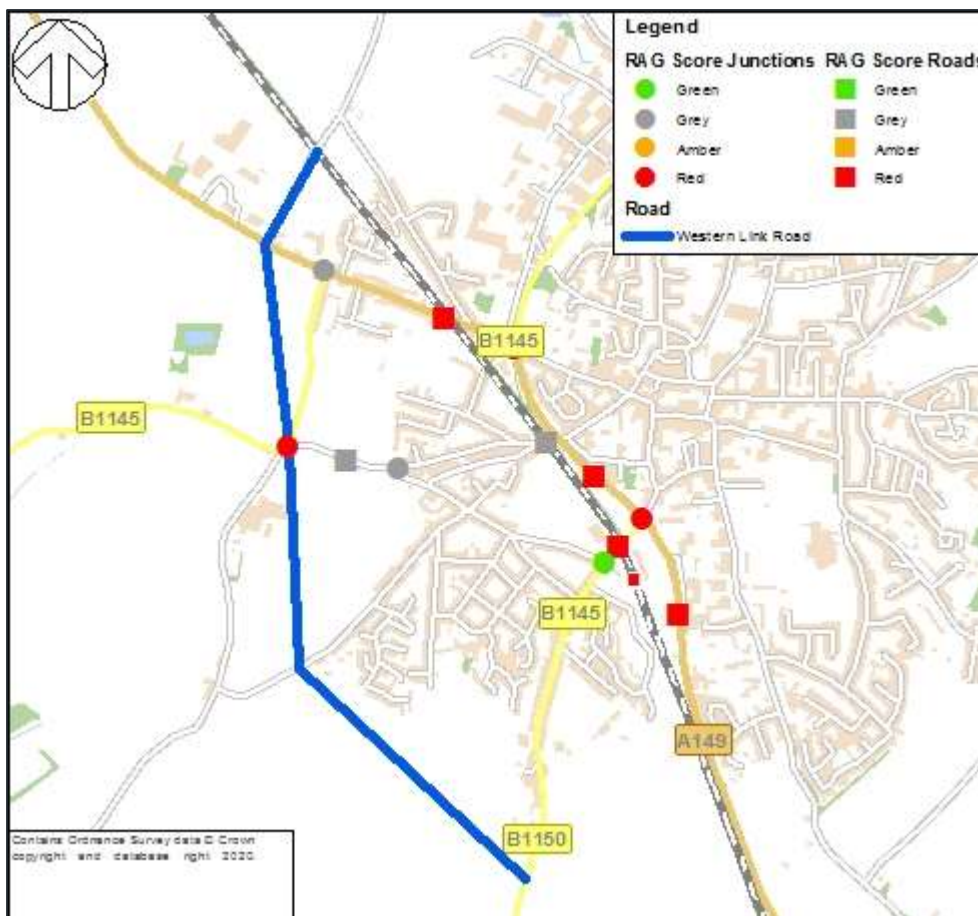 Legend
RAG Score Junctions RAG Score Roads
Green Green
Grey Grey
Amber Amber
Red Red
Road
Western Link Road
B1145
B1145
B1145
A149
B1150
Contains Ordnance Survey data © Crown
copyright and database right 2020